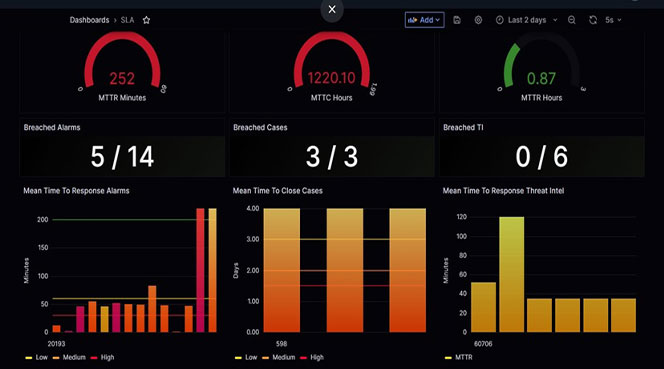 Dashboards › SLA
Add
Last 2 days
5s
252
0
60
MTTR Minutes
1220.10
0
1.99
MTTC Hours
0.87
0
3
MTTR Hours
Breached Alarms
5 / 14
Breached Cases
3 / 3
Breached TI
0 / 6
Mean Time To Response Alarms
200
150
100
50
0
Minutes
20193
Low Medium High
Mean Time To Close Cases
4.00
3.00
2.00
1.00
0.00
Days
598
Low Medium High
Mean Time To Response Threat Intel
120
100
80
60
40
20
0
Minutes
60706
MTTR